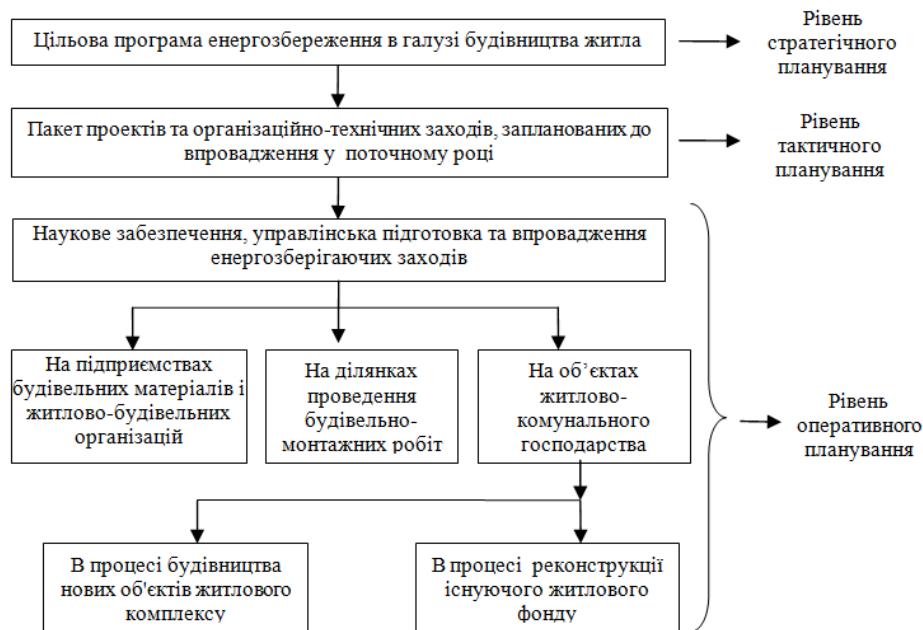 Цільова програма енергозбереження в галузі будівництва житла
Рівень
стратегічного
планування
Пакет проектів та організаційно-технічних заходів, запланованих до
впровадження у поточному році
Рівень
тактичного
планування
Наукове забезпечення, управлінська підготовка та впровадження
енергозберігаючих заходів
На підприємствах
будівельних матеріалів і
житлово-будівельних
організацій
На ділянках
проведення
будівельно-
монтажних робіт
На об’єктах
житлово-
комунального
господарства
Рівень
оперативного
планування
В процесі будівництва
нових об'єктів житлового
комплексу
В процесі реконструкції
існуючого житлового
фонду